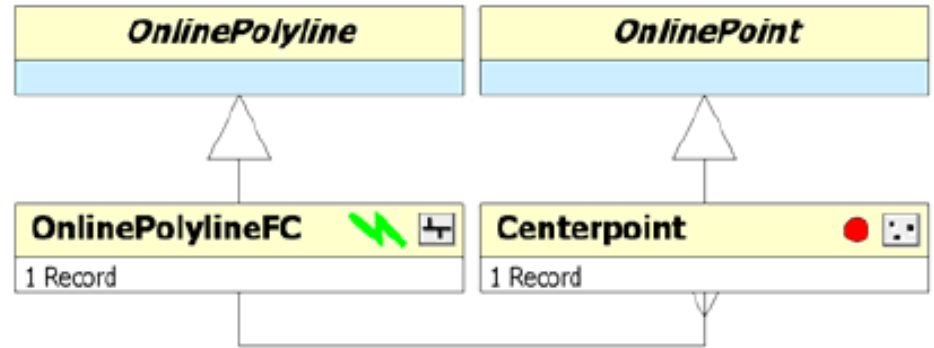 OnlinePolyline
OnlinePoint
OnlinePolylineFC
Centerpoint
1 Record
1 Record